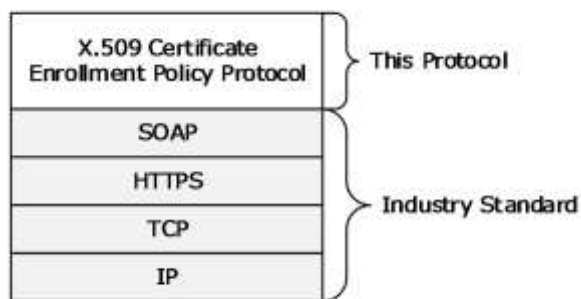 X.509 Certificate
Enrollment Policy Protocol
This Protocol
SOAP
HTTPS
TCP
IP
Industry Standard